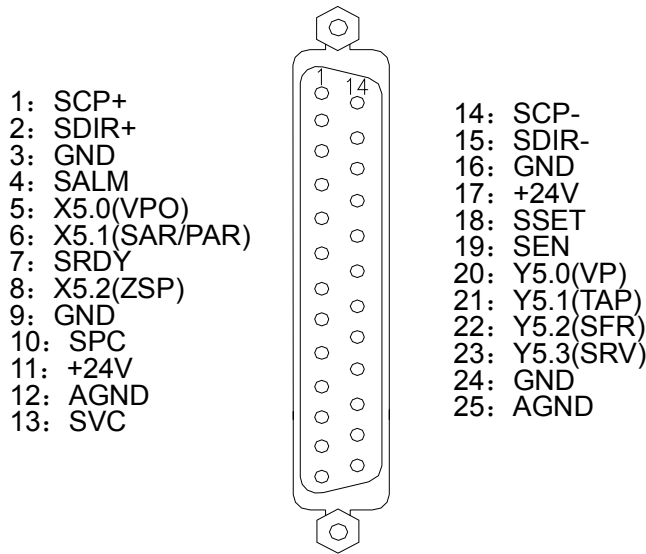 1：SCP+
2：SDIR+
3：GND
4：SALM
5：X5.0(VPO)
6：X5.1(SAR/PAR)
7：SRDY
8：X5.2(ZSP)
9：GND
10：SPC
11：+24V
12：AGND
13：SVC
1 14
14：SCP-
15：SDIR-
16：GND
17：+24V
18：SSET
19：SEN
20：Y5.0(VP)
21：Y5.1(TAP)
22：Y5.2(SFR)
23：Y5.3(SRV)
24：GND
25：AGND